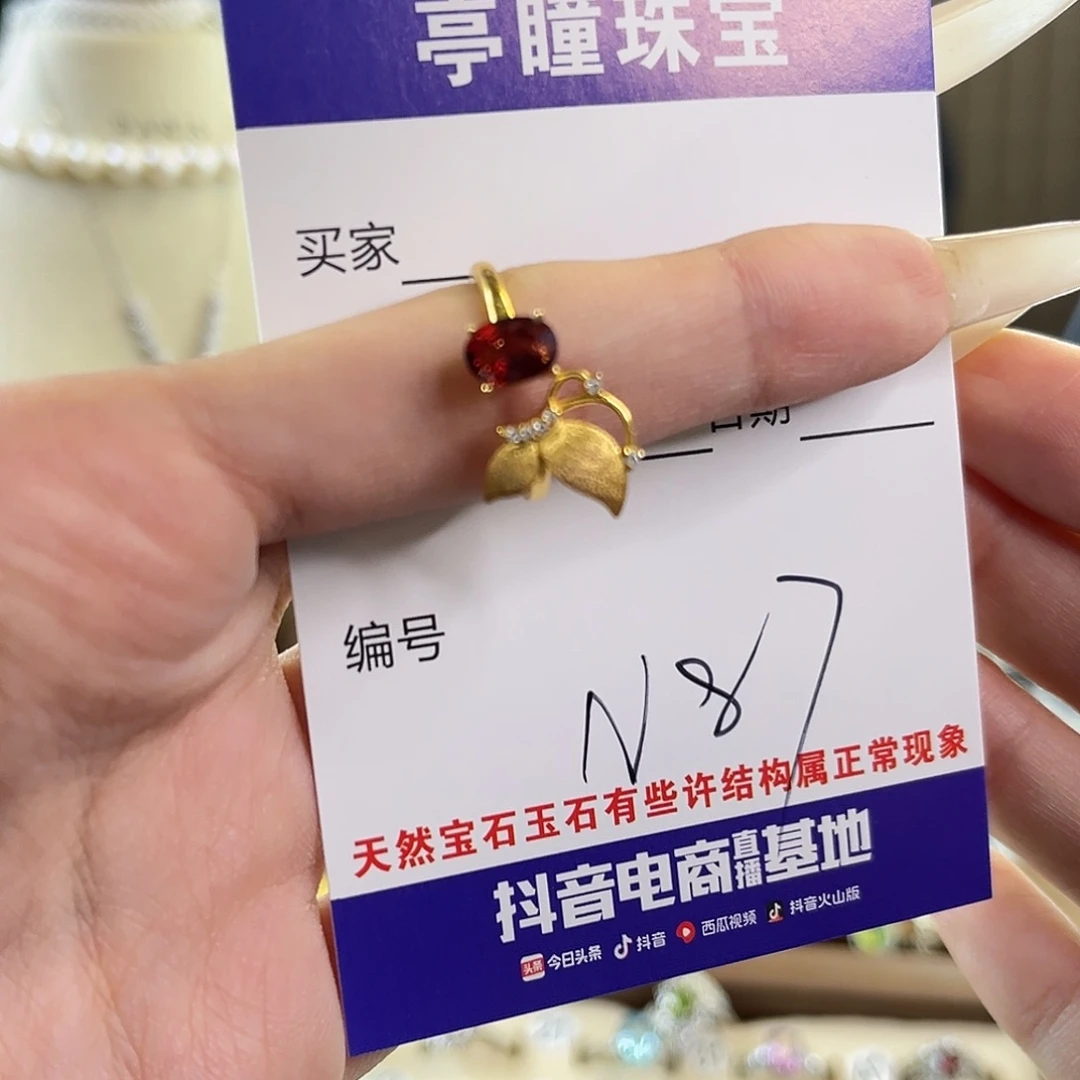 亭瞳珠宝
买家
日期
编号
N87
天然宝石玉石有些许结构属正常现象
抖音电商直播基地
头条 今日头条 抖音 西瓜视频 抖音火山版